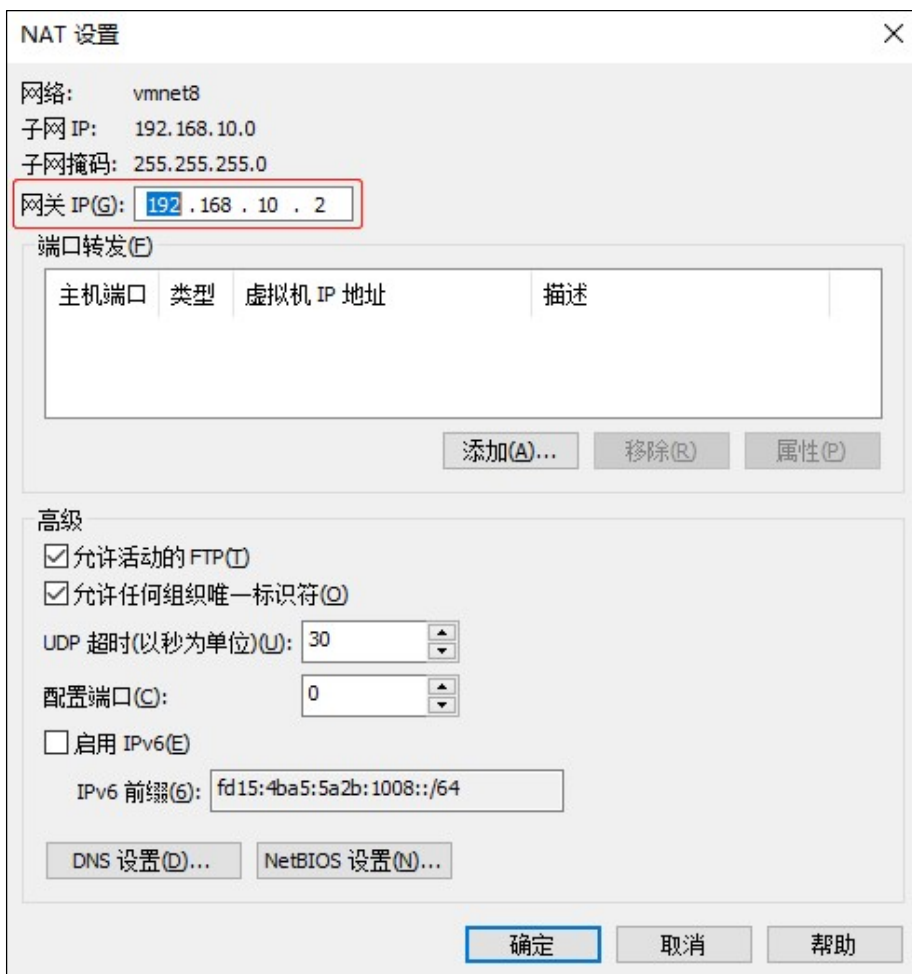 NAT 设置
网络: vmnet8
子网 IP: 192.168.10.0
子网掩码: 255.255.255.0
网关 IP(G): 192 . 168 . 10 . 2
端口转发(F)
主机端口 类型 虚拟机 IP 地址 描述
添加(A)... 移除(R) 属性(P)
高级
允许活动的 FTP(T)
允许任何组织唯一标识符(O)
UDP 超时(以秒为单位)(U): 30
配置端口(C): 0
启用 IPv6(E)
IPv6 前缀(6): fd15:4ba5:5a2b:1008::/64
DNS 设置(D)... NetBIOS 设置(N)...
确定 取消 帮助